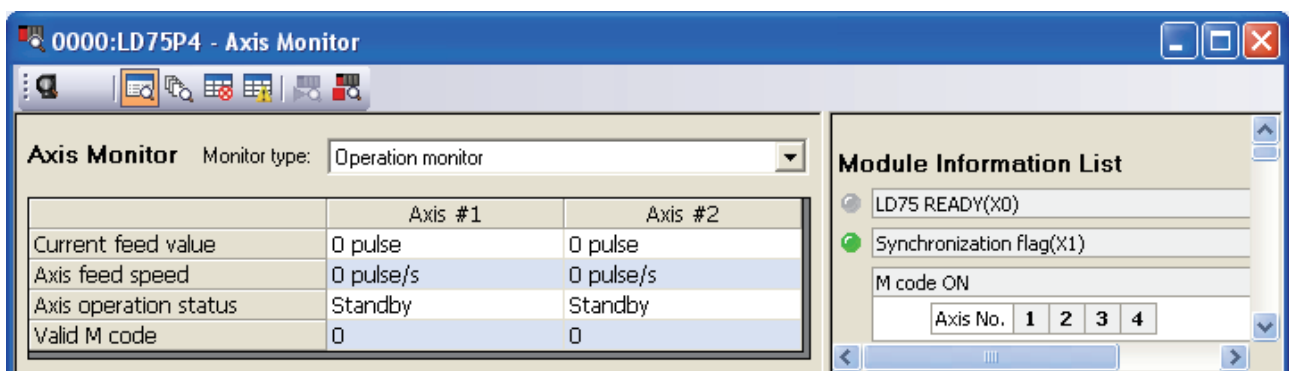 0000:LD75P4 - Axis Monitor
Axis Monitor Monitor type: Operation monitor
Axis #1 Axis #2
Current feed value 0 pulse 0 pulse
Axis feed speed 0 pulse/s 0 pulse/s
Axis operation status Standby Standby
Valid M code 0 0
Module Information List
LD75 READY(X0)
Synchronization flag(X1)
M code ON
Axis No. 1 2 3 4